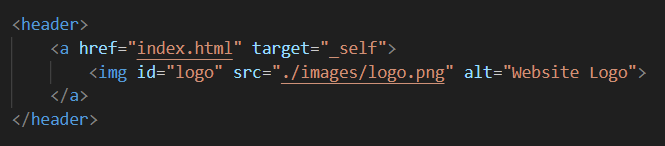 <header>
<a href="index.html" target="_self">
<img id="logo" src="./images/logo.png" alt="Website Logo">
</a>
</header>